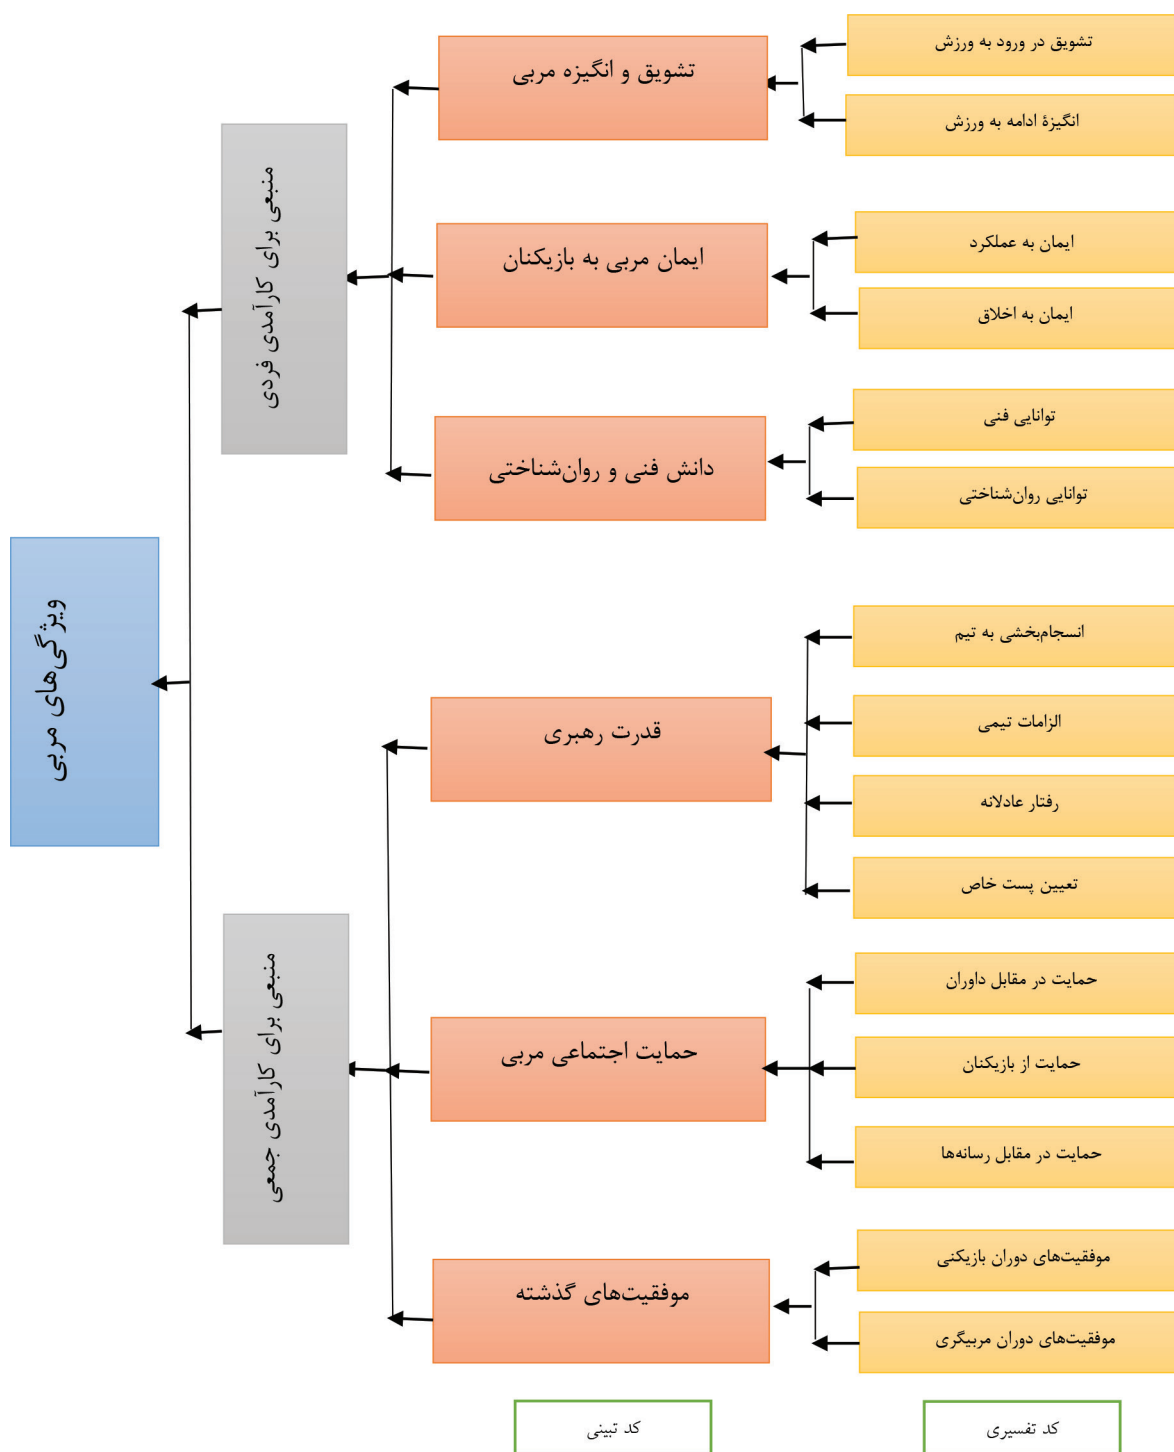 تشویق در ورود به ورزش
تشویق و انگیزه مربی
انگیزهٔ ادامه به ورزش
منبعی برای کارآمدی فردی
ایمان به عملکرد
ایمان مربی به بازیکنان
ایمان به اخلاق
توانایی فنی
دانش فنی و روان‌شناختی
توانایی روان‌شناختی
ویژگی‌های مربی
انسجام‌بخشی به تیم
قدرت رهبری
الزامات تیمی
رفتار عادلانه
تعیین پست خاص
منبعی برای کارآمدی جمعی
حمایت در مقابل داوران
حمایت اجتماعی مربی
حمایت از بازیکنان
حمایت در مقابل رسانه‌ها
موفقیت‌های دوران بازیکنی
موفقیت‌های گذشته
موفقیت‌های دوران مربیگری
کد تفسیری
کد تبینی